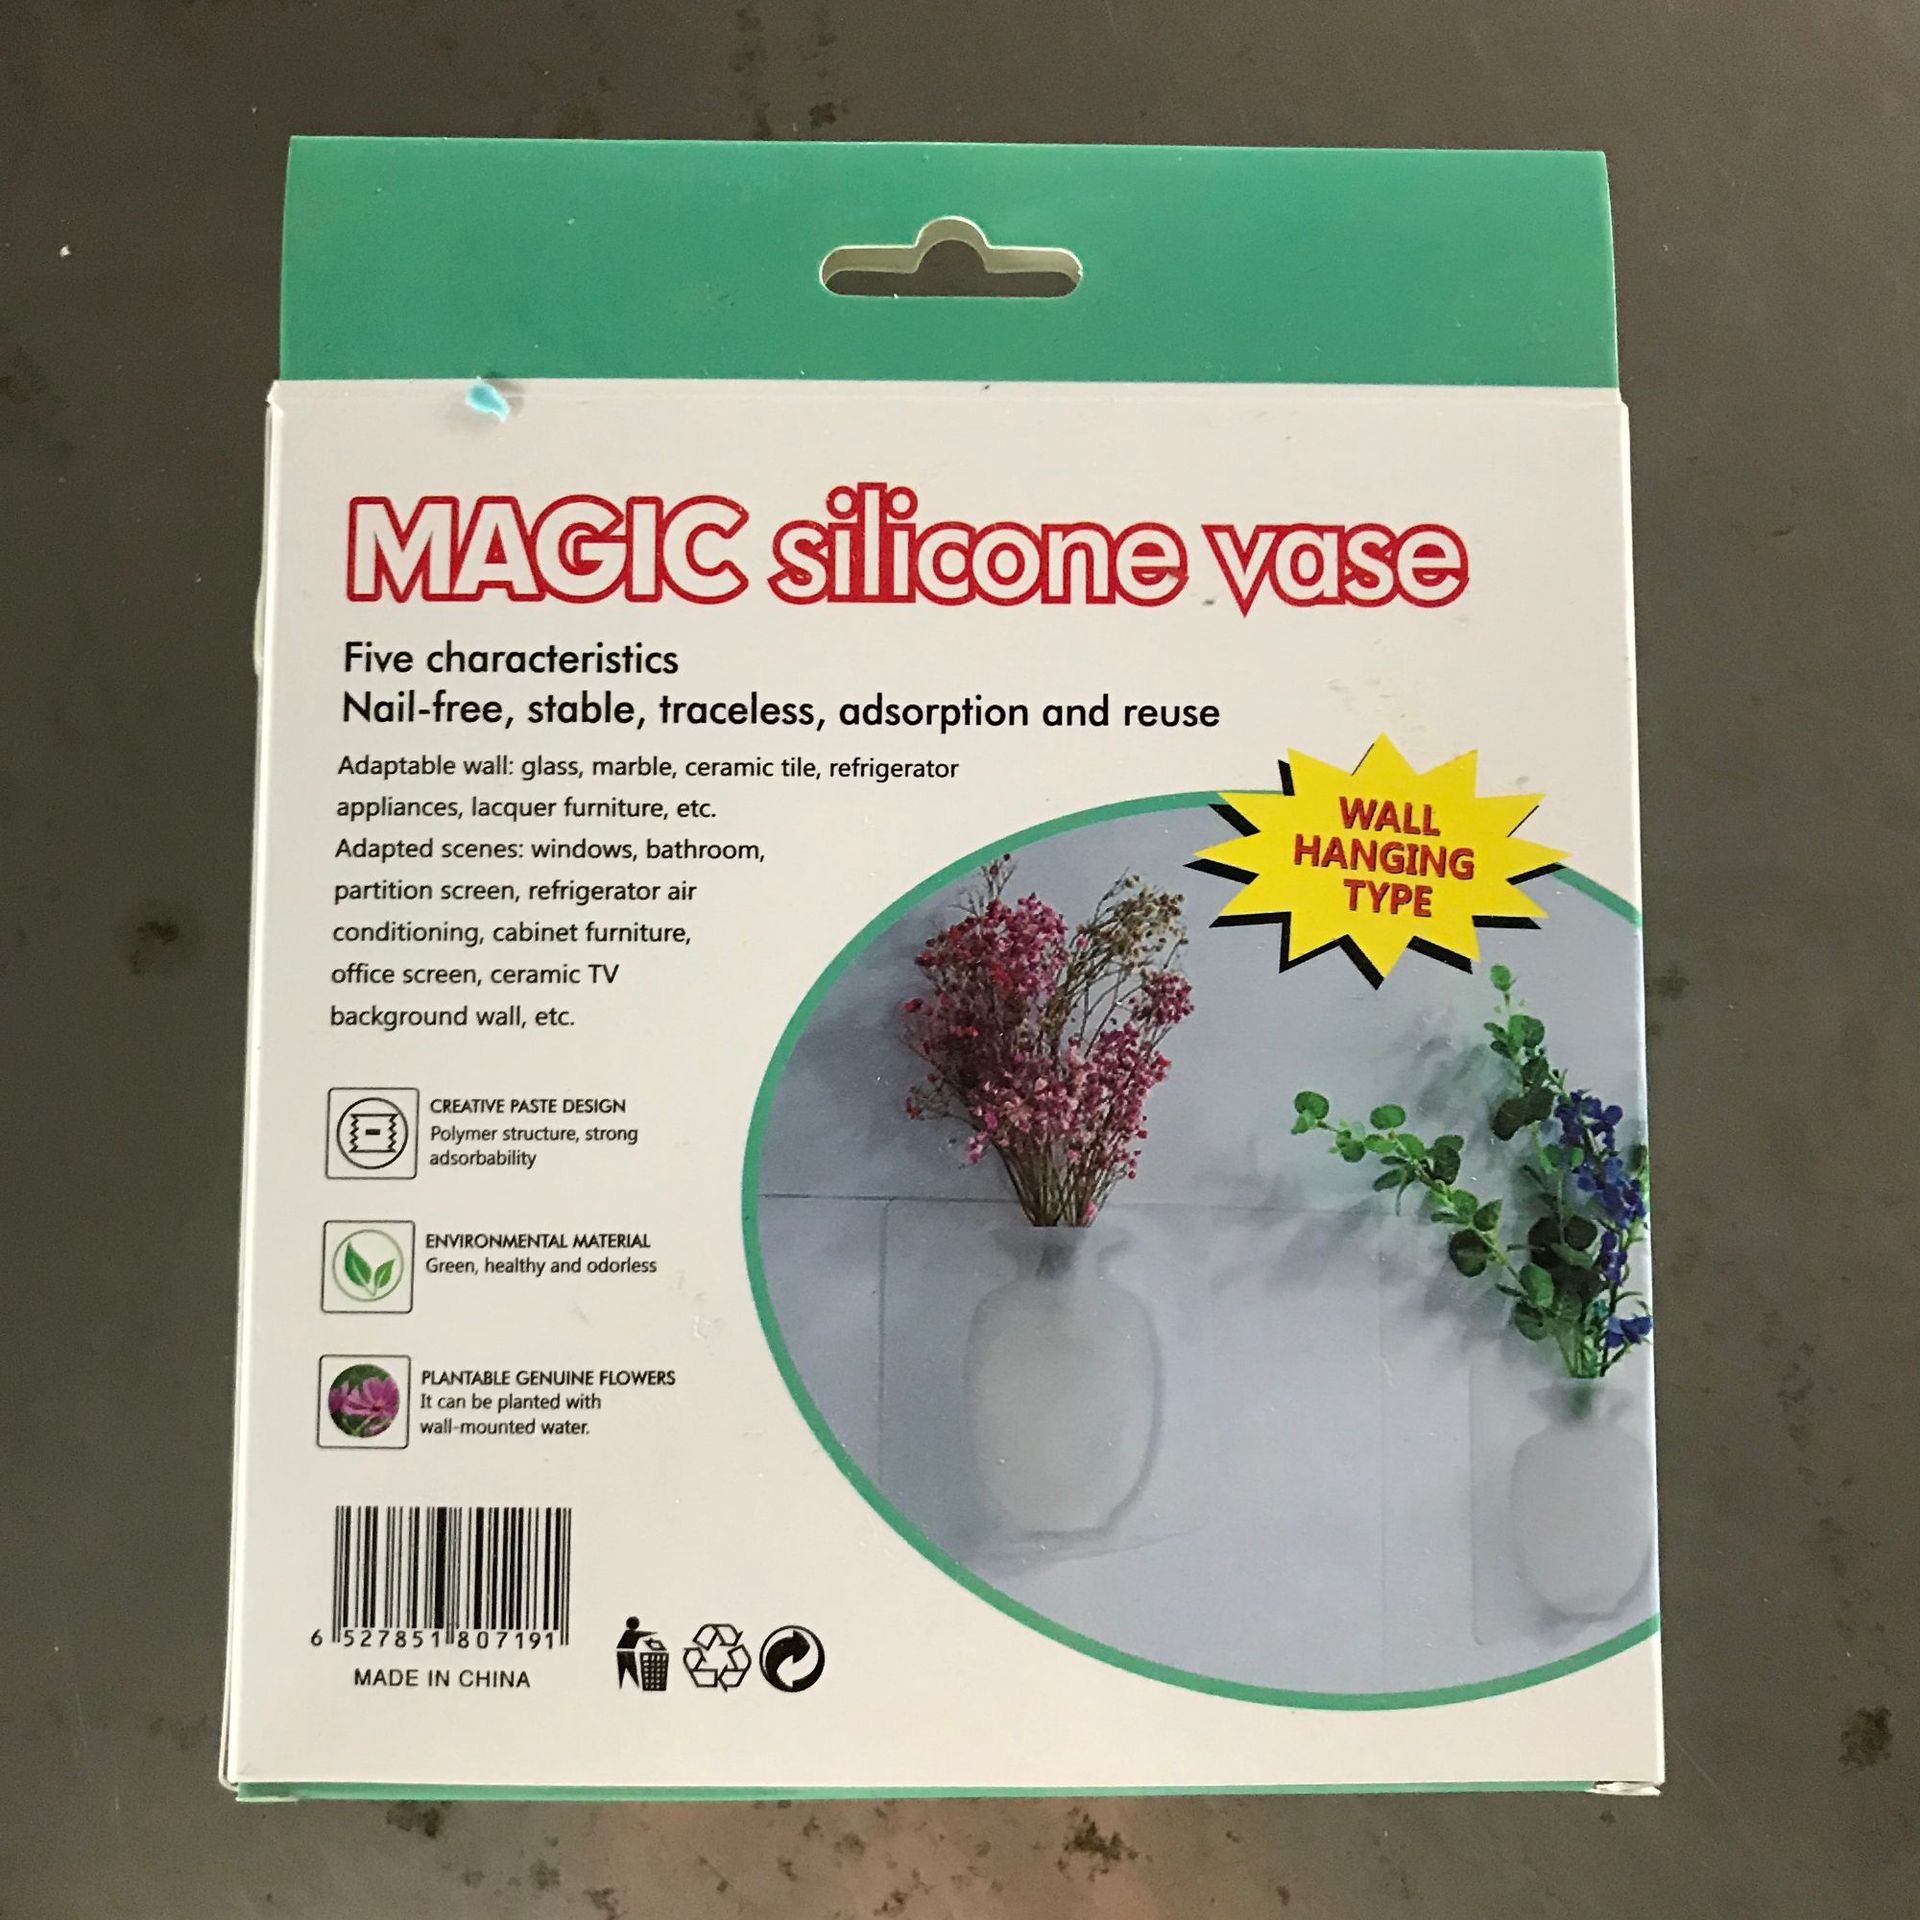 MAGIC silicone vase
Five characteristics
Nail-free, stable, traceless, adsorption and reuse
Adaptable wall: glass, marble, ceramic tile, refrigerator
appliances, lacquer furniture, etc.
Adapted scenes: windows, bathroom,
partition screen, refrigerator air
conditioning, cabinet furniture,
office screen, ceramic TV
background wall, etc.
WALL
HANGING
TYPE
CREATIVE PASTE DESIGN
Polymer structure, strong
adsorbability
ENVIRONMENTAL MATERIAL
Green, healthy and odorless
PLANTABLE GENUINE FLOWERS
It can be planted with
wall-mounted water.
6 527851 807191
MADE IN CHINA